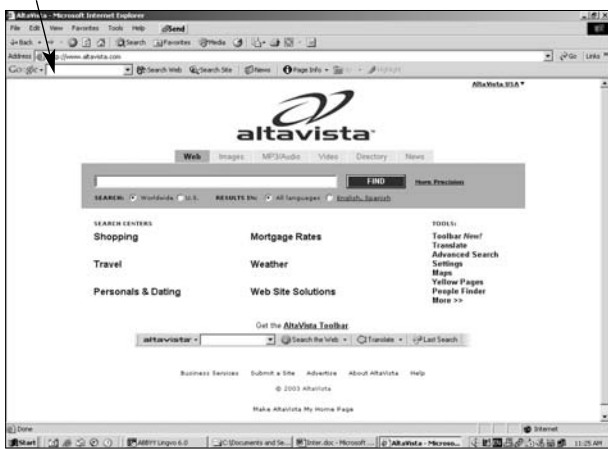 AltaVista - Microsoft Internet Explorer
File Edit View Favorites Tools Help Send
Back Search Favorites Media
Address http://www.altavista.com Go Links
Google Search Web Search Site News Page Info Up Highlight
AltaVista USA
altavista
Web Images MP3/Audio Video Directory News
FIND More Precision
SEARCH: Worldwide U.S. RESULTS IN: All languages English, Spanish
SEARCH CENTERS
Shopping Mortgage Rates
Travel Weather
Personals & Dating Web Site Solutions
TOOLS:
Toolbar New!
Translate
Advanced Search
Settings
Maps
Yellow Pages
People Finder
More >>
Get the AltaVista Toolbar
altavista Search the Web Translate Last Search
Business Services Submit a Site Advertise About AltaVista Help
© 2003 AltaVista
Make AltaVista My Home Page
Done Internet
Start ABBYY Lingvo 6.0 C:\Documents and Se... Inter.doc - Microsoft ... AltaVista - Microso... 11:25 AM